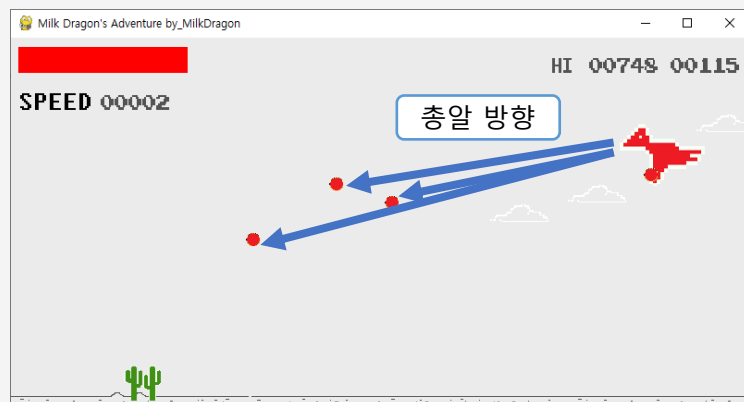 Milk Dragon's Adventure by_MilkDragon
HI 00748 00115
SPEED 00002
총알 방향